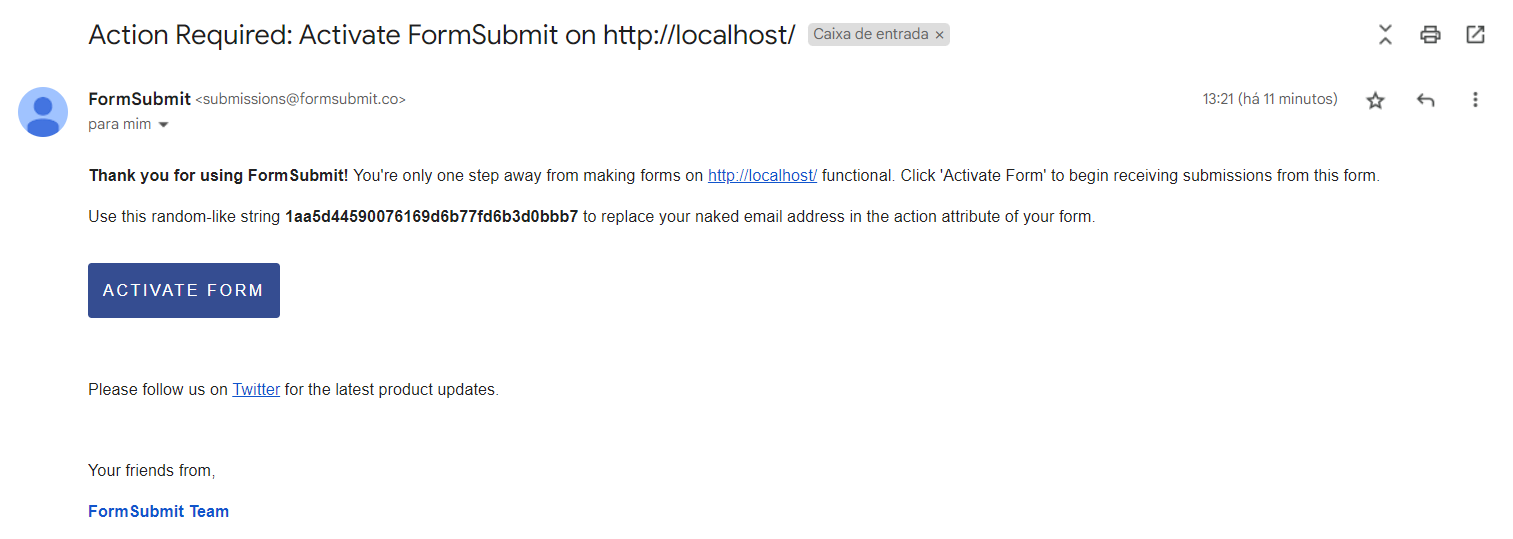 Action Required: Activate FormSubmit on http://localhost/ Caixa de entrada ×
FormSubmit <submissions@formsubmit.co> 13:21 (há 11 minutos)
para mim
Thank you for using FormSubmit! You're only one step away from making forms on http://localhost/ functional. Click 'Activate Form' to begin receiving submissions from this form.
Use this random-like string 1aa5d44590076169d6b77fd6b3d0bbb7 to replace your naked email address in the action attribute of your form.
ACTIVATE FORM
Please follow us on Twitter for the latest product updates.
Your friends from,
FormSubmit Team